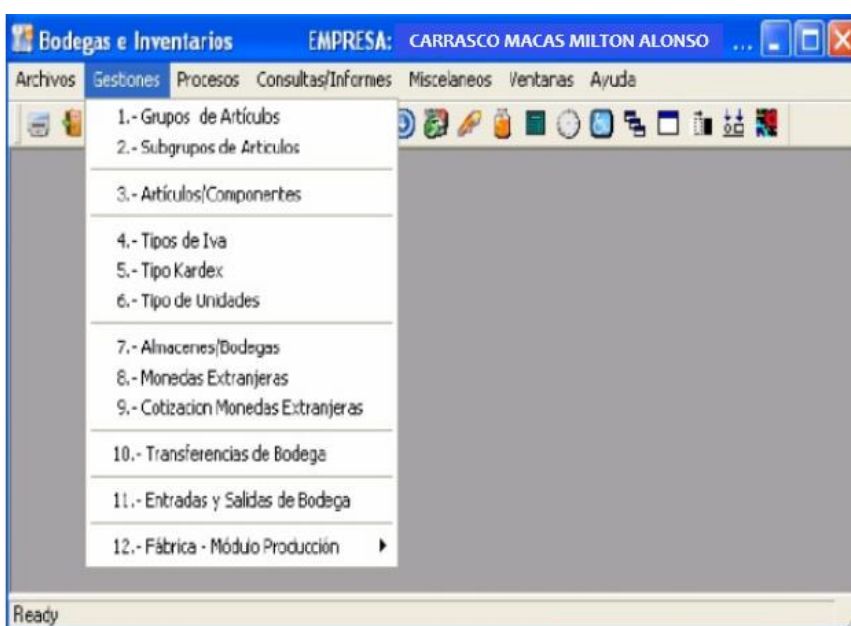 Bodegas e Inventarios EMPRESA: CARRASCO MACAS MILTON ALONSO ...
Archivos Gestiones Procesos Consultas/Informes Miscelaneos Ventanas Ayuda
1.- Grupos de Artículos
2.- Subgrupos de Articulos
3.- Artículos/Componentes
4.- Tipos de Iva
5.- Tipo Kardex
6.- Tipo de Unidades
7.- Almacenes/Bodegas
8.- Monedas Extranjeras
9.- Cotizacion Monedas Extranjeras
10.- Transferencias de Bodega
11.- Entradas y Salidas de Bodega
12.- Fábrica - Módulo Producción
Ready